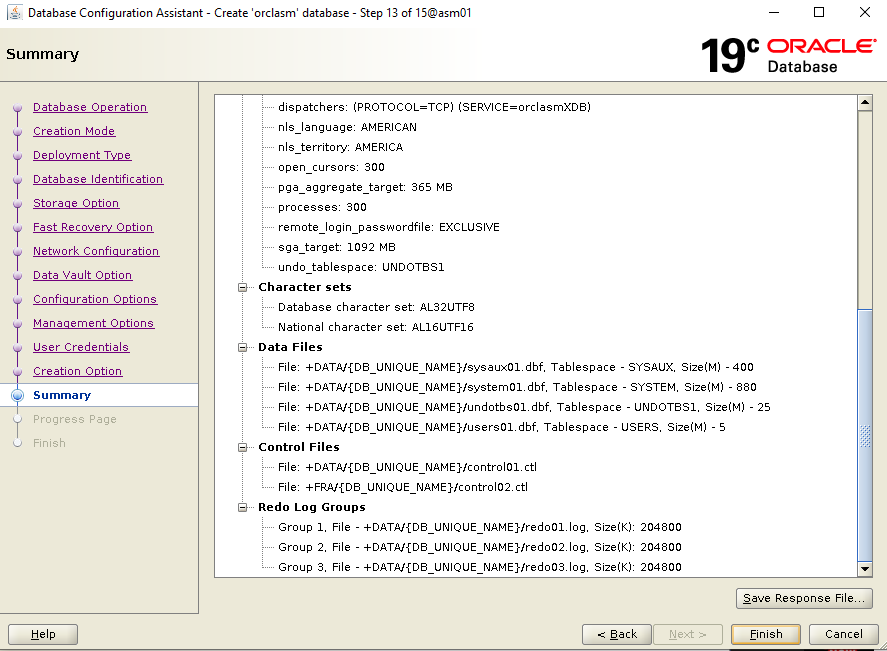 Database Configuration Assistant - Create 'orclasm' database - Step 13 of 15@asm01
Summary
19c ORACLE
Database
Database Operation
Creation Mode
Deployment Type
Database Identification
Storage Option
Fast Recovery Option
Network Configuration
Data Vault Option
Configuration Options
Management Options
User Credentials
Creation Option
Summary
Progress Page
Finish
dispatchers: (PROTOCOL=TCP) (SERVICE=orclasmXDB)
nls_language: AMERICAN
nls_territory: AMERICA
open_cursors: 300
pga_aggregate_target: 365 MB
processes: 300
remote_login_passwordfile: EXCLUSIVE
sga_target: 1092 MB
undo_tablespace: UNDOTBS1
Character sets
Database character set: AL32UTF8
National character set: AL16UTF16
Data Files
File: +DATA/{DB_UNIQUE_NAME}/sysaux01.dbf, Tablespace - SYSAUX, Size(M) - 400
File: +DATA/{DB_UNIQUE_NAME}/system01.dbf, Tablespace - SYSTEM, Size(M) - 880
File: +DATA/{DB_UNIQUE_NAME}/undotbs01.dbf, Tablespace - UNDOTBS1, Size(M) - 25
File: +DATA/{DB_UNIQUE_NAME}/users01.dbf, Tablespace - USERS, Size(M) - 5
Control Files
File: +DATA/{DB_UNIQUE_NAME}/control01.ctl
File: +FRA/{DB_UNIQUE_NAME}/control02.ctl
Redo Log Groups
Group 1, File - +DATA/{DB_UNIQUE_NAME}/redo01.log, Size(K): 204800
Group 2, File - +DATA/{DB_UNIQUE_NAME}/redo02.log, Size(K): 204800
Group 3, File - +DATA/{DB_UNIQUE_NAME}/redo03.log, Size(K): 204800
Save Response File...
Help
< Back
Next >
Finish
Cancel